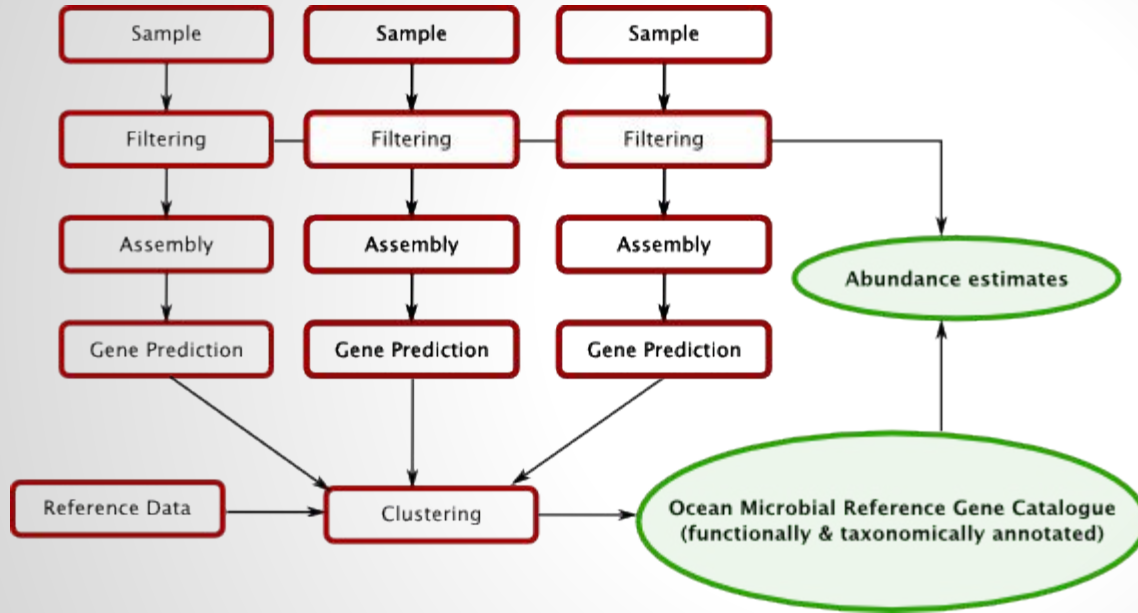 Sample
Sample
Sample
Filtering
Filtering
Filtering
Assembly
Assembly
Assembly
Abundance estimates
Gene Prediction
Gene Prediction
Gene Prediction
Reference Data
Clustering
Ocean Microbial Reference Gene Catalogue
(functionally & taxonomically annotated)